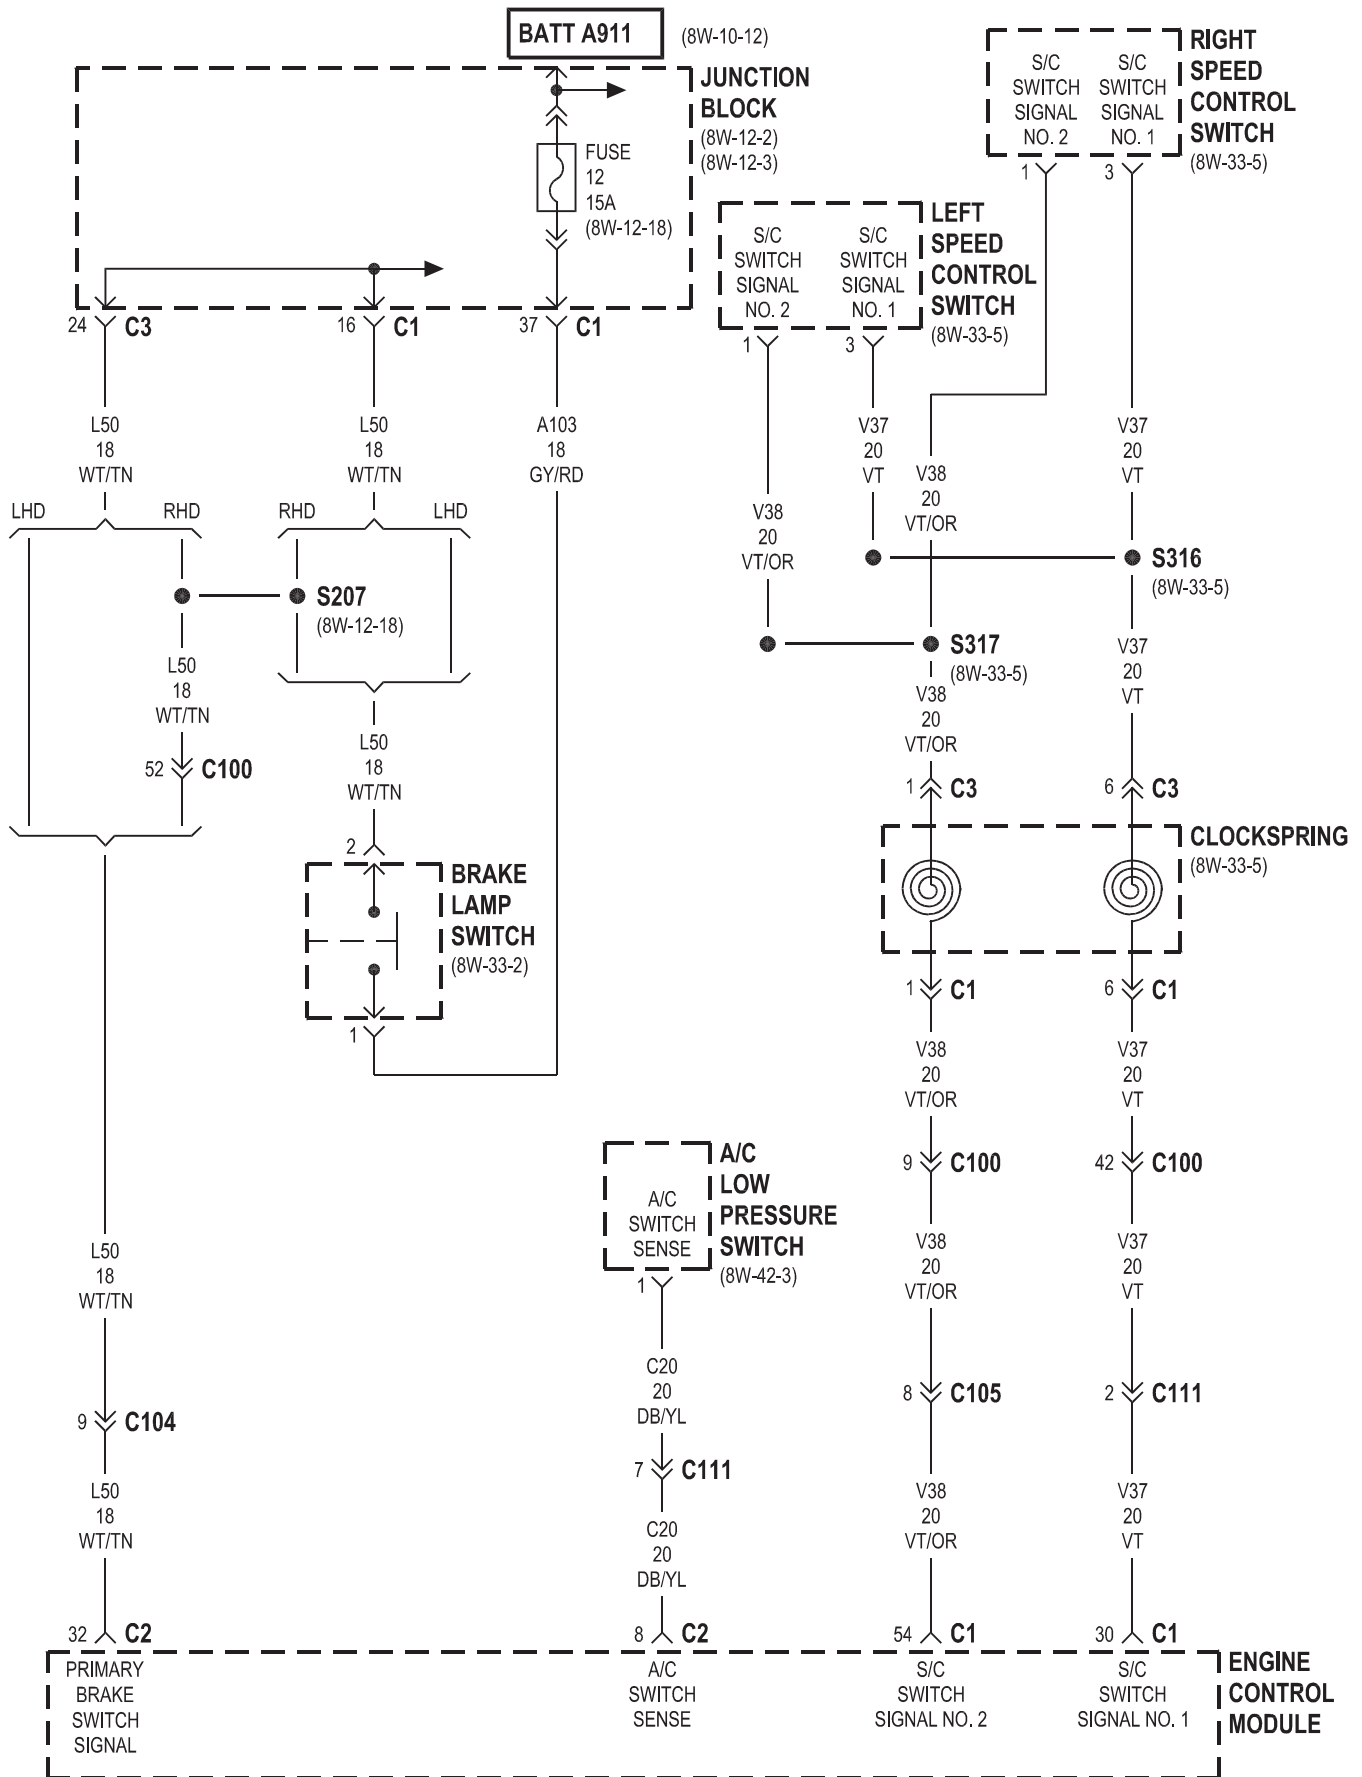 BATT A911
(8W-10-12)
JUNCTION
BLOCK
(8W-12-2)
(8W-12-3)
FUSE
12
15A
(8W-12-18)
RIGHT
SPEED
CONTROL
SWITCH
(8W-33-5)
S/C
SWITCH
SIGNAL
NO. 2
S/C
SWITCH
SIGNAL
NO. 1
1
3
LEFT
SPEED
CONTROL
SWITCH
(8W-33-5)
S/C
SWITCH
SIGNAL
NO. 2
S/C
SWITCH
SIGNAL
NO. 1
1
3
24 C3
16 C1
37 C1
L50
18
WT/TN
L50
18
WT/TN
A103
18
GY/RD
V37
20
VT
V38
20
VT/OR
V37
20
VT
V38
20
VT/OR
LHD
RHD
RHD
LHD
S316
(8W-33-5)
S207
(8W-12-18)
S317
(8W-33-5)
L50
18
WT/TN
V38
20
VT/OR
V37
20
VT
52 C100
L50
18
WT/TN
1 C3
6 C3
CLOCKSPRING
(8W-33-5)
2
BRAKE
LAMP
SWITCH
(8W-33-2)
1
1 C1
6 C1
V38
20
VT/OR
V37
20
VT
A/C
LOW
PRESSURE
SWITCH
(8W-42-3)
A/C
SWITCH
SENSE
1
9 C100
42 C100
L50
18
WT/TN
V38
20
VT/OR
V37
20
VT
C20
20
DB/YL
9 C104
8 C105
2 C111
7 C111
L50
18
WT/TN
C20
20
DB/YL
V38
20
VT/OR
V37
20
VT
32 C2
8 C2
54 C1
30 C1
PRIMARY
BRAKE
SWITCH
SIGNAL
A/C
SWITCH
SENSE
S/C
SWITCH
SIGNAL NO. 2
S/C
SWITCH
SIGNAL NO. 1
ENGINE
CONTROL
MODULE